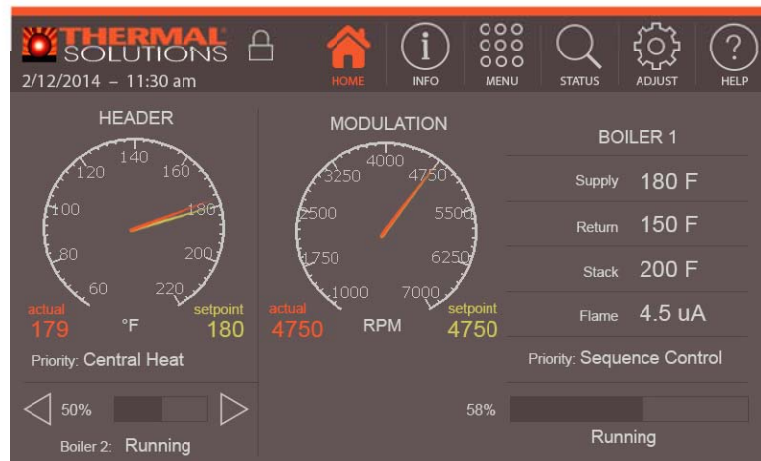 THERMAL
SOLUTIONS
2/12/2014 – 11:30 am
HOME
INFO
MENU
STATUS
ADJUST
?
HELP
HEADER
60
80
100
120
140
160
180
200
220
actual
179
°F
setpoint
180
Priority: Central Heat
50%
Boiler 2: Running
MODULATION
1000
1750
2500
3250
4000
4750
5500
6250
7000
actual
4750
RPM
setpoint
4750
BOILER 1
Supply 180 F
Return 150 F
Stack 200 F
Flame 4.5 uA
Priority: Sequence Control
58%
Running